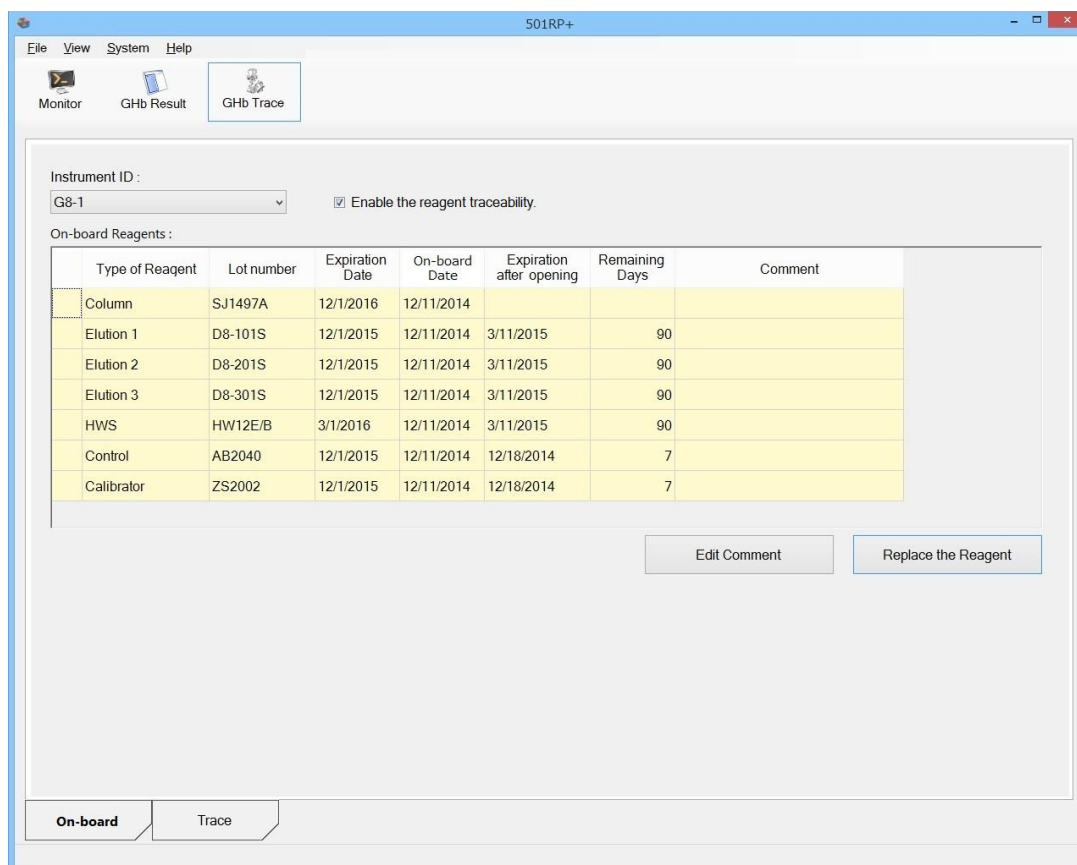 501RP+
File View System Help
Monitor GHb Result GHb Trace
Instrument ID :
G8-1 Enable the reagent traceability.
On-board Reagents :
Type of Reagent Lot number Expiration Date On-board Date Expiration after opening Remaining Days Comment
Column SJ1497A 12/1/2016 12/11/2014
Elution 1 D8-101S 12/1/2015 12/11/2014 3/11/2015 90
Elution 2 D8-201S 12/1/2015 12/11/2014 3/11/2015 90
Elution 3 D8-301S 12/1/2015 12/11/2014 3/11/2015 90
HWS HW12E/B 3/1/2016 12/11/2014 3/11/2015 90
Control AB2040 12/1/2015 12/11/2014 12/18/2014 7
Calibrator ZS2002 12/1/2015 12/11/2014 12/18/2014 7
Edit Comment Replace the Reagent
On-board Trace